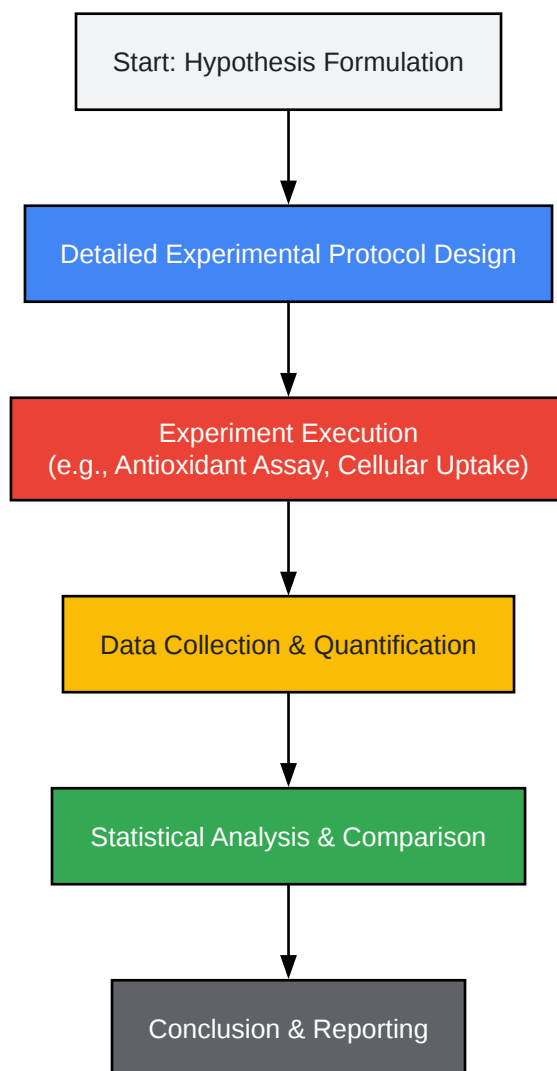 Start: Hypothesis Formulation
Detailed Experimental Protocol Design
Experiment Execution
(e.g., Antioxidant Assay, Cellular Uptake)
Data Collection & Quantification
Statistical Analysis & Comparison
Conclusion & Reporting